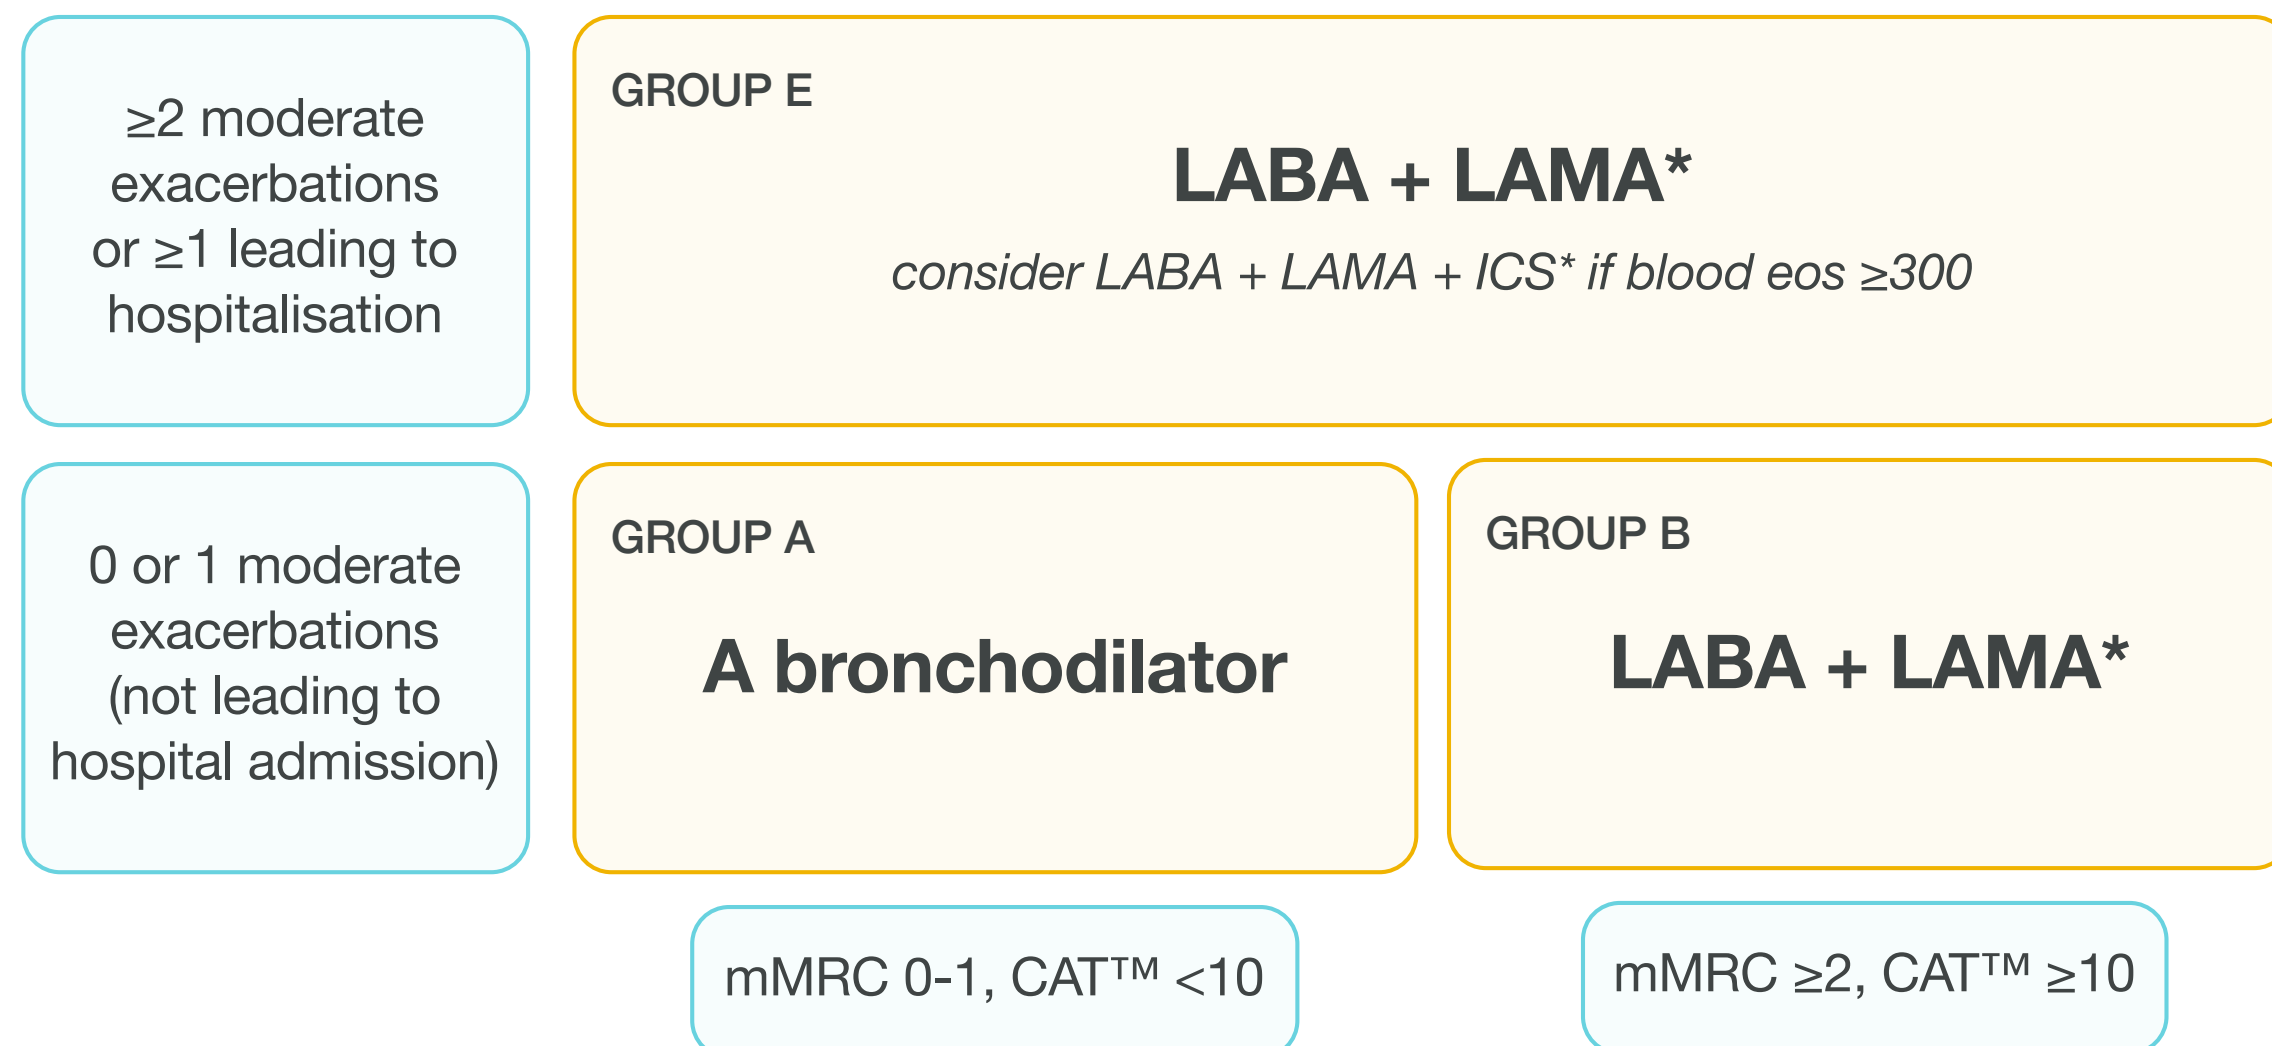 ≥2 moderate
exacerbations
or ≥1 leading to
hospitalisation
GROUP E
LABA + LAMA*
consider LABA + LAMA + ICS* if blood eos ≥300
0 or 1 moderate
exacerbations
(not leading to
hospital admission)
GROUP A
A bronchodilator
GROUP B
LABA + LAMA*
mMRC 0-1, CAT™ <10
mMRC ≥2, CAT™ ≥10